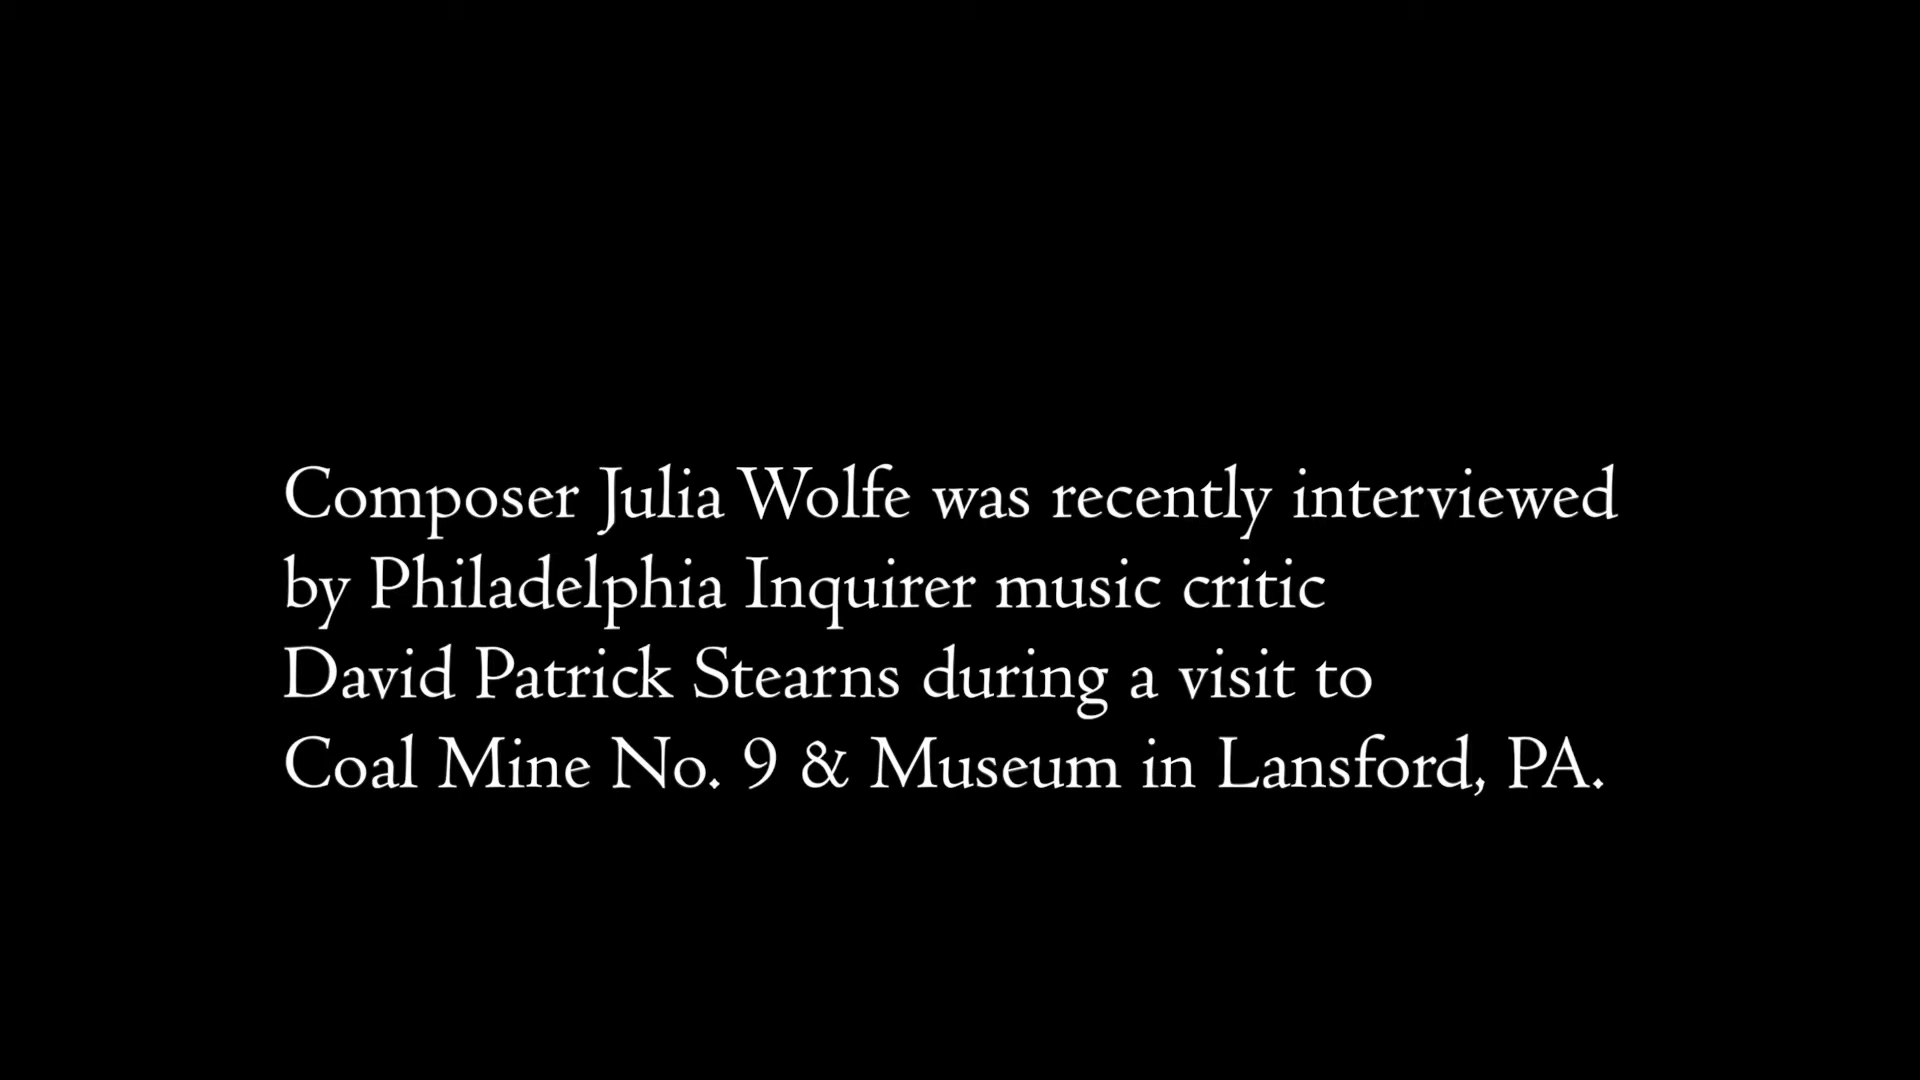 Composer Julia Wolfe was recently interviewed
by Philadelphia Inquirer music critic
David Patrick Stearns during a visit to
Coal Mine No. 9 & Museum in Lansford, PA.